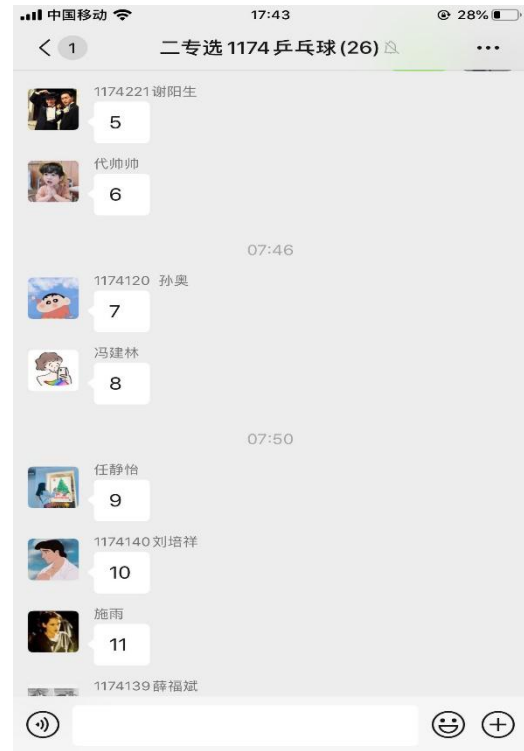 中国移动 17:43 28%
1 二专选1174乒乓球(26)
1174221谢阳生
5
代帅帅
6
07:46
1174120 孙奥
7
冯建林
8
07:50
任静怡
9
1174140刘培祥
10
施雨
11
1174139薛福斌